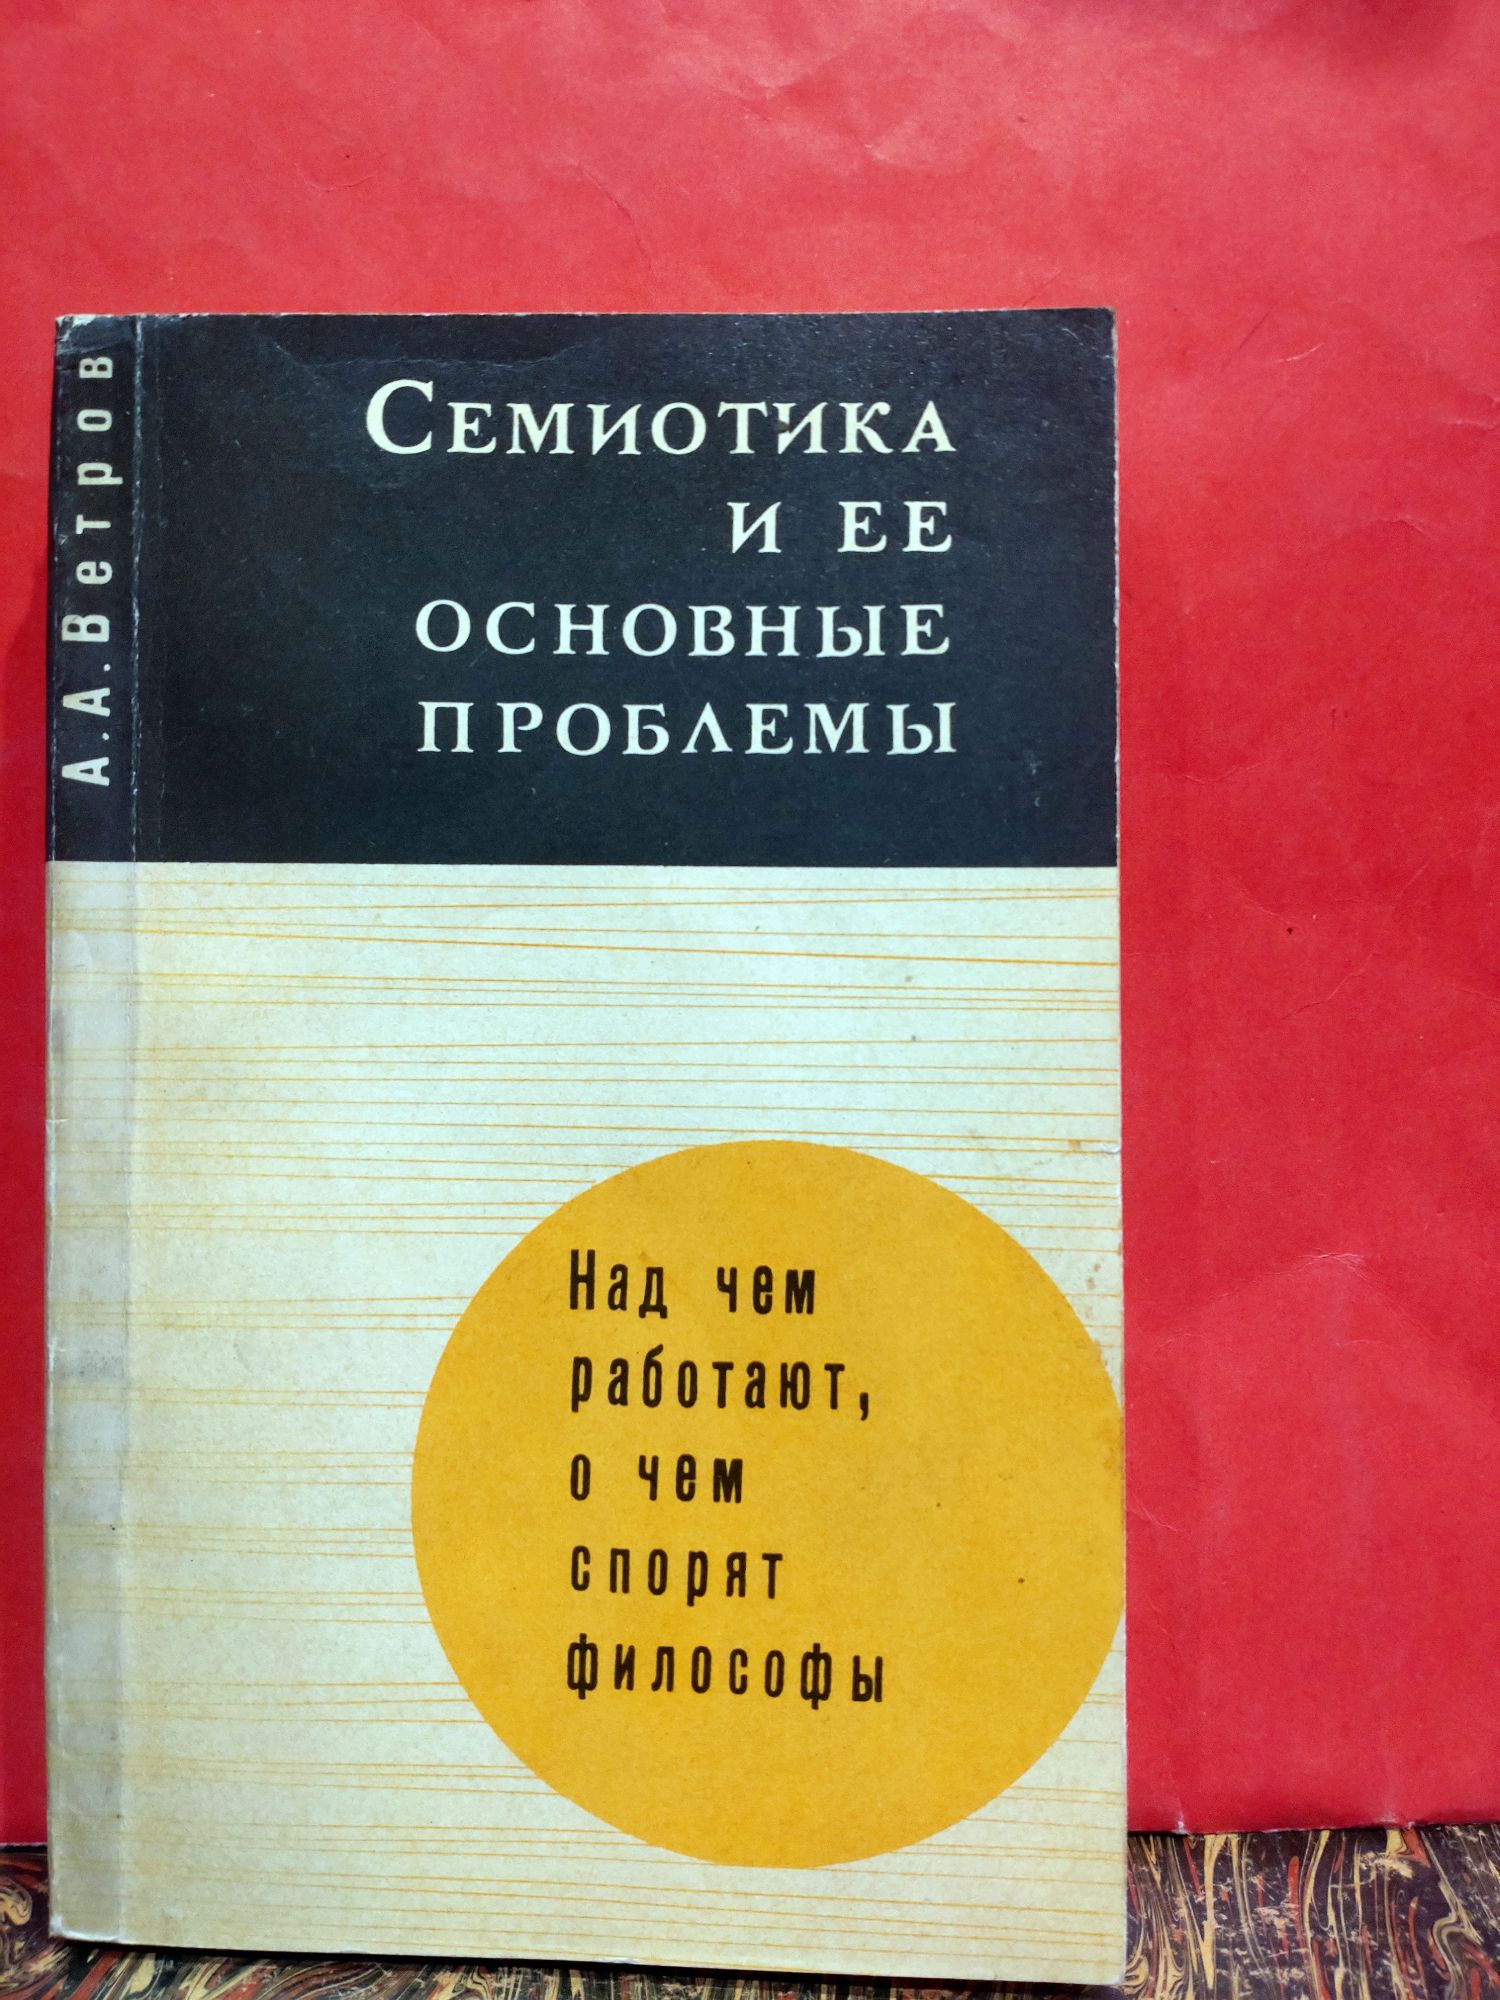 А.А.Ветров
Семиотика
и ее
основные
проблемы
Над чем
работают,
о чем
спорят
философы